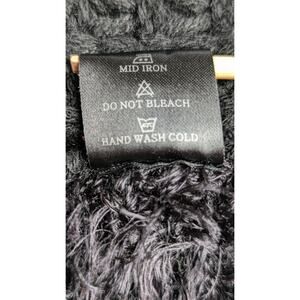 MID IRON
DO NOT BLEACH
HAND WASH COLD